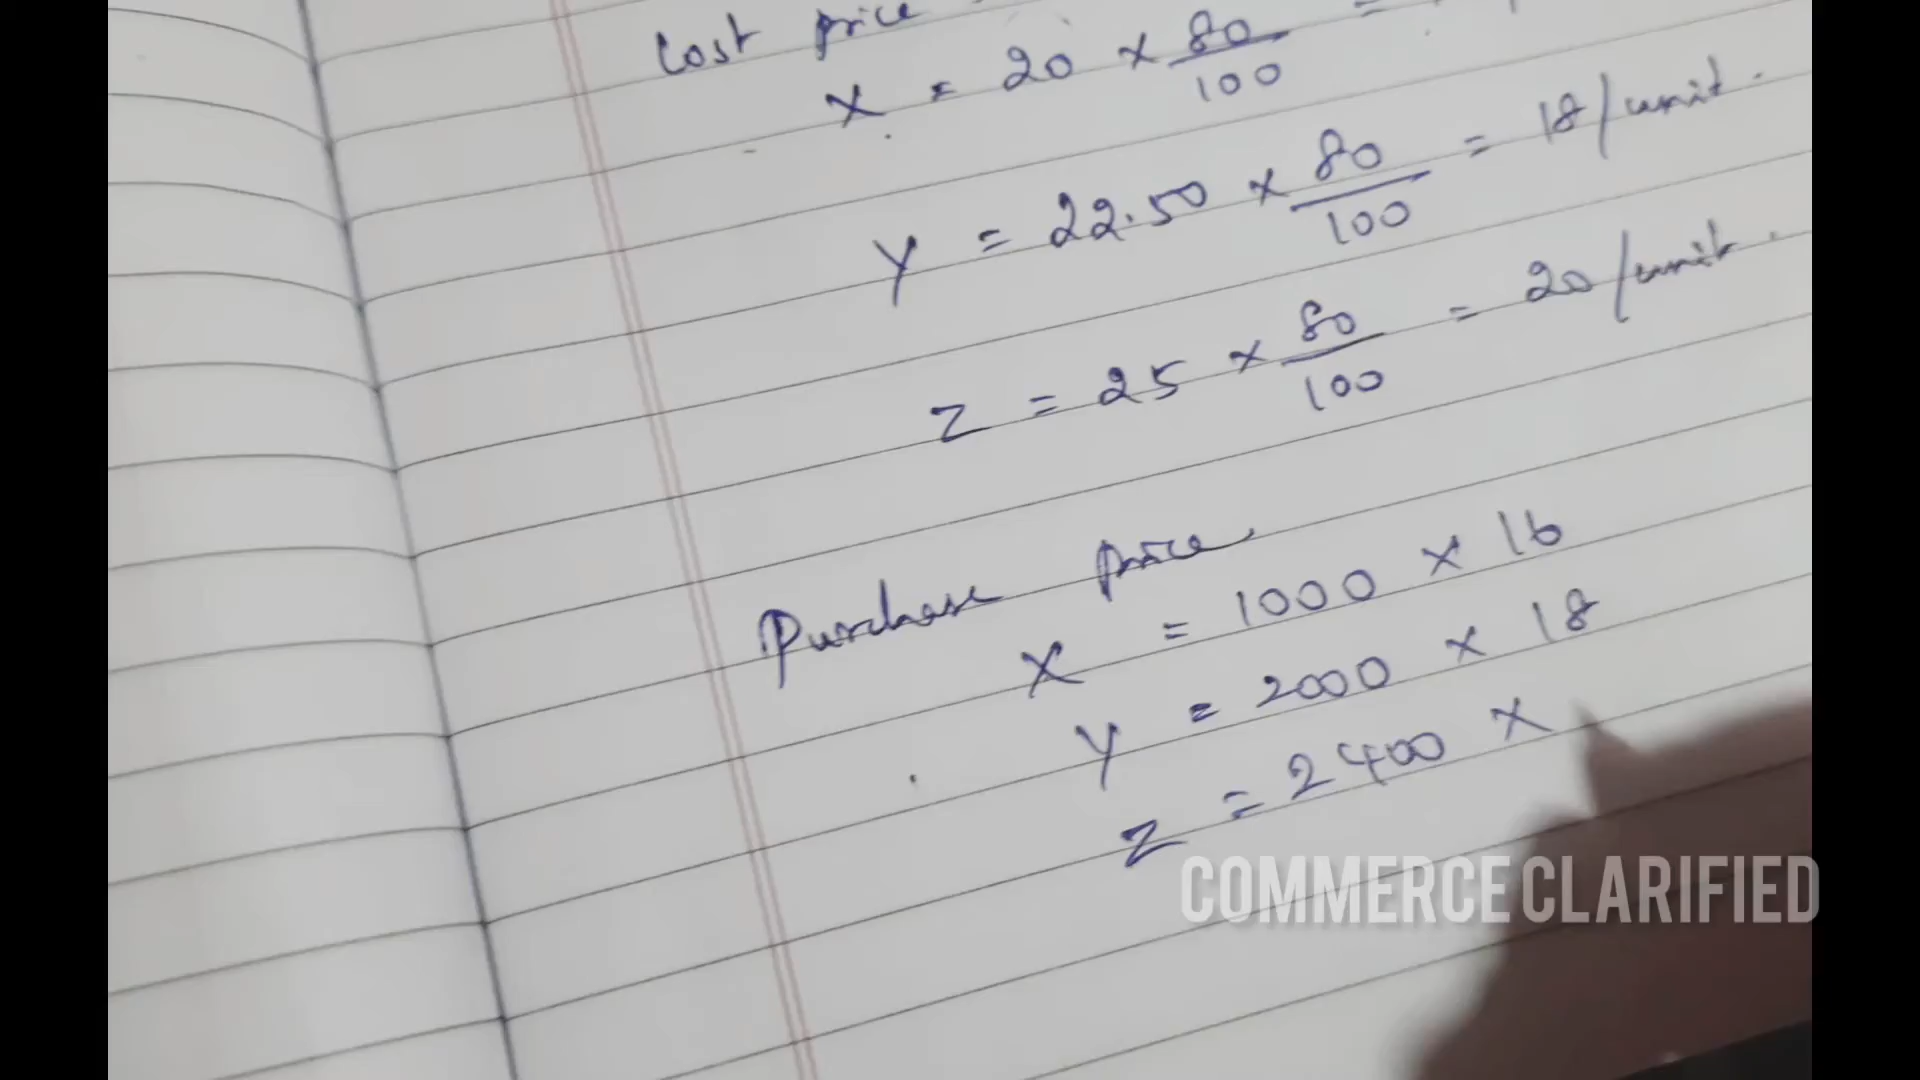 Cost price
X = 20 × 80/100 =
Y = 22.50 × 80/100 = 18/unit.
Z = 25 × 80/100 = 20/unit.
Purchase price
X = 1000 × 16
Y = 2000 × 18
Z = 2400 ×
COMMERCE CLARIFIED